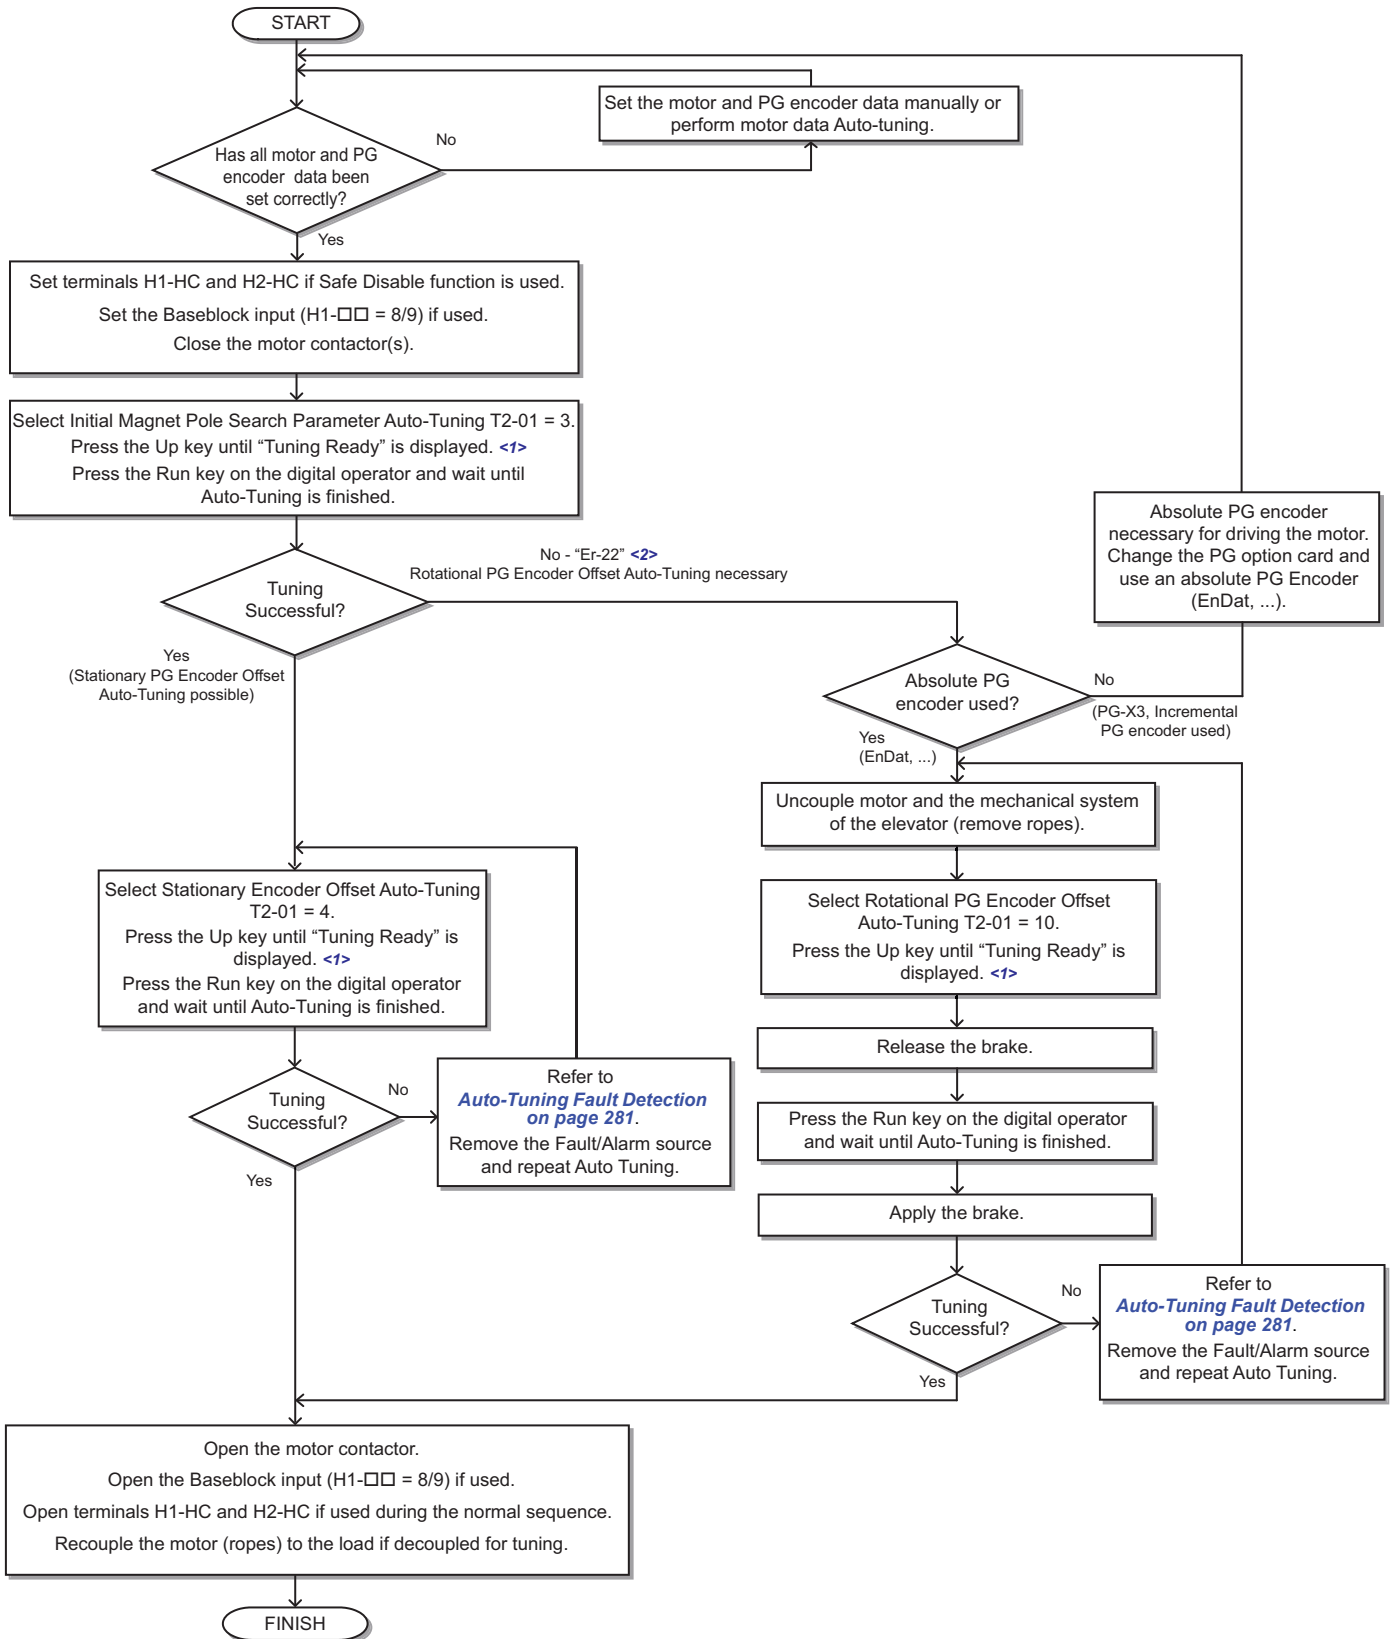 START
Set the motor and PG encoder data manually or
perform motor data Auto-tuning.
No
Has all motor and PG
encoder data been
set correctly?
Yes
Set terminals H1-HC and H2-HC if Safe Disable function is used.
Set the Baseblock input (H1-□□ = 8/9) if used.
Close the motor contactor(s).
Select Initial Magnet Pole Search Parameter Auto-Tuning T2-01 = 3.
Press the Up key until “Tuning Ready” is displayed. <1>
Press the Run key on the digital operator and wait until
Auto-Tuning is finished.
Absolute PG encoder
necessary for driving the motor.
Change the PG option card and
use an absolute PG Encoder
(EnDat, ...).
No - “Er-22” <2>
Rotational PG Encoder Offset Auto-Tuning necessary
Tuning
Successful?
Yes
(Stationary PG Encoder Offset
Auto-Tuning possible)
Absolute PG
encoder used?
No
(PG-X3, Incremental
PG encoder used)
Yes
(EnDat, ...)
Uncouple motor and the mechanical system
of the elevator (remove ropes).
Select Stationary Encoder Offset Auto-Tuning
T2-01 = 4.
Press the Up key until “Tuning Ready” is
displayed. <1>
Press the Run key on the digital operator
and wait until Auto-Tuning is finished.
Select Rotational PG Encoder Offset
Auto-Tuning T2-01 = 10.
Press the Up key until “Tuning Ready” is
displayed. <1>
Release the brake.
Tuning
Successful?
No
Refer to
Auto-Tuning Fault Detection
on page 281.
Remove the Fault/Alarm source
and repeat Auto Tuning.
Yes
Press the Run key on the digital operator
and wait until Auto-Tuning is finished.
Apply the brake.
Tuning
Successful?
No
Refer to
Auto-Tuning Fault Detection
on page 281.
Remove the Fault/Alarm source
and repeat Auto Tuning.
Yes
Open the motor contactor.
Open the Baseblock input (H1-□□ = 8/9) if used.
Open terminals H1-HC and H2-HC if used during the normal sequence.
Recouple the motor (ropes) to the load if decoupled for tuning.
FINISH